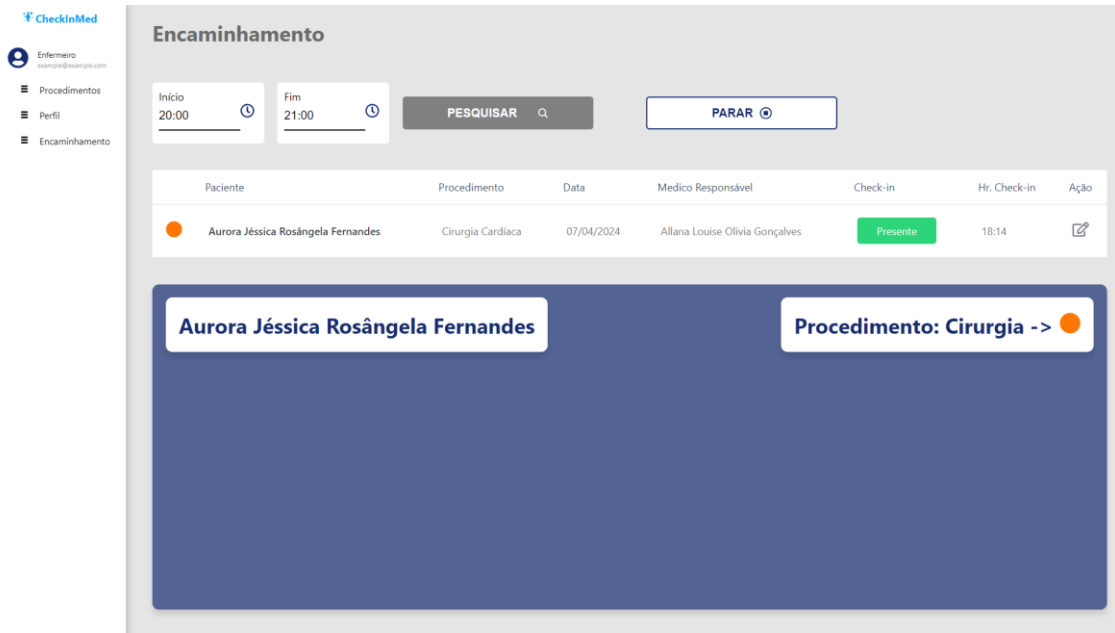 CheckInMed
Enfermeiro
example@example.com
Procedimentos
Perfil
Encaminhamento
Encaminhamento
Início
20:00
Fim
21:00
PESQUISAR
PARAR
Paciente Procedimento Data Medico Responsável Check-in Hr. Check-in Ação
Aurora Jéssica Rosângela Fernandes Cirurgia Cardíaca 07/04/2024 Allana Louise Olivia Gonçalves Presente 18:14
Aurora Jéssica Rosângela Fernandes
Procedimento: Cirurgia ->